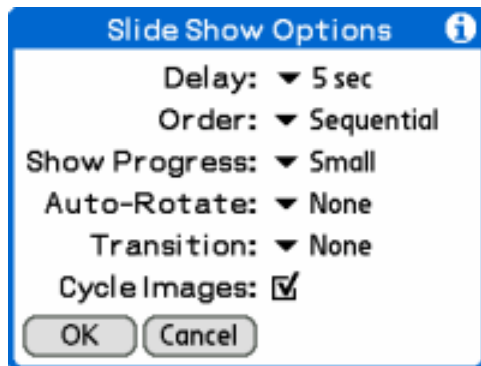 Slide Show Options
Delay: 5 sec
Order: Sequential
Show Progress: Small
Auto-Rotate: None
Transition: None
Cycle Images:
OK Cancel